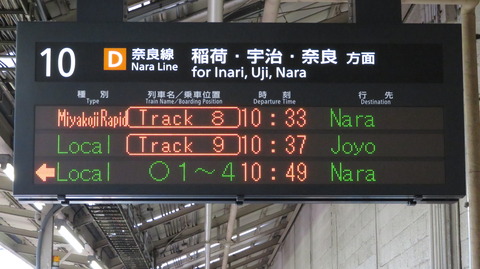 10 D 奈良線 稲荷・宇治・奈良 方面
Nara Line for Inari, Uji, Nara
種 別 列車名／乗車位置 時 刻 行 先
Type Train Name/Boarding Position Departure Time Destination
Miyakoji Rapid Track 8 10:33 Nara
Local Track 9 10:37 Joyo
←Local ○1～4 10:49 Nara